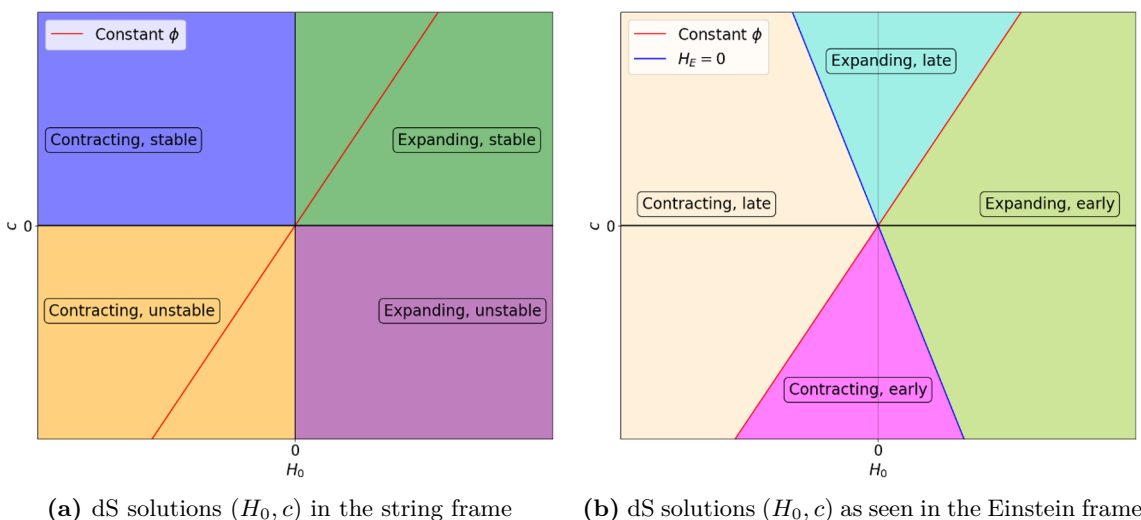 Constant ϕ
Contracting, stable
Expanding, stable
Contracting, unstable
Expanding, unstable
c
0
0
H₀
(a) dS solutions (H₀, c) in the string frame
Constant ϕ
H_E = 0
Expanding, late
Contracting, late
Expanding, early
Contracting, early
c
0
0
H₀
(b) dS solutions (H₀, c) as seen in the Einstein frame